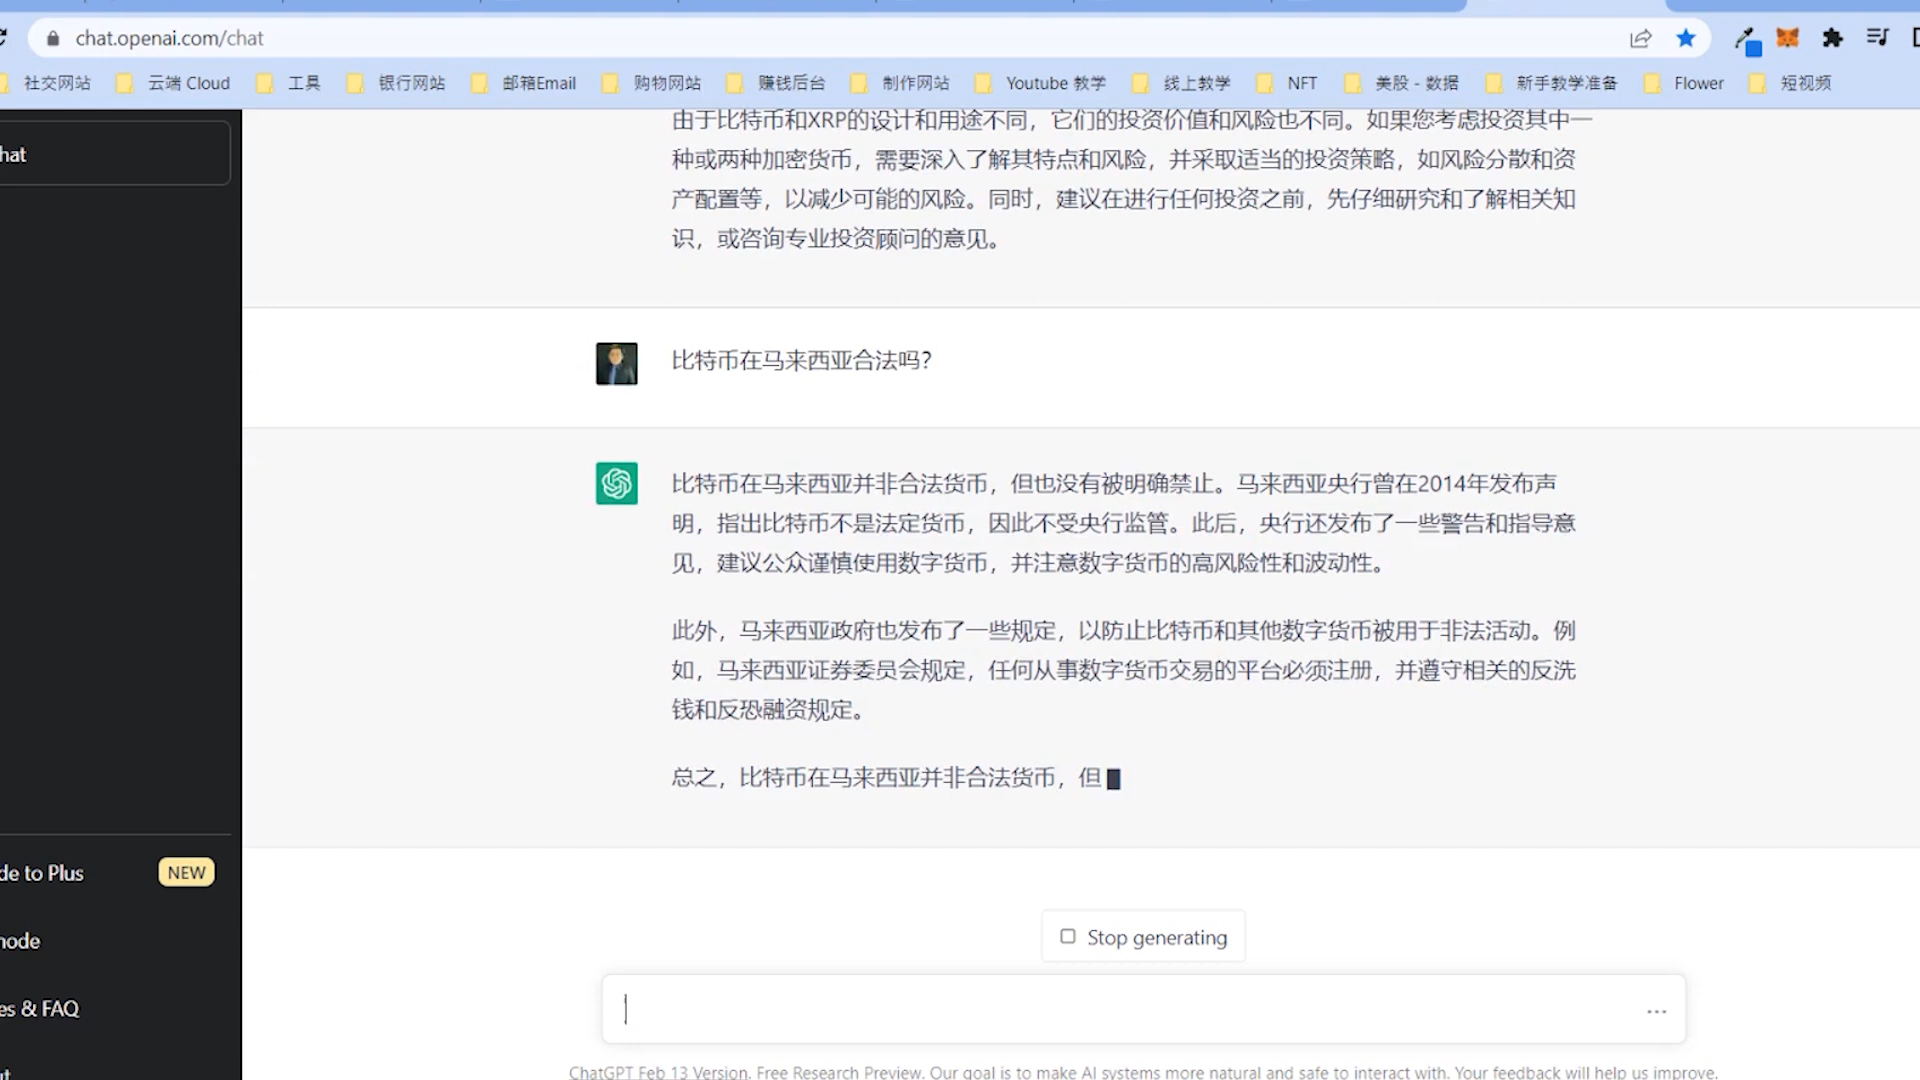 chat.openai.com/chat
社交网站 云端 Cloud 工具 银行网站 邮箱Email 购物网站 赚钱后台 制作网站 Youtube 教学 线上教学 NFT 美股 - 数据 新手教学准备 Flower 短视频
hat
由于比特币和XRP的设计和用途不同，它们的投资价值和风险也不同。如果您考虑投资其中一
种或两种加密货币，需要深入了解其特点和风险，并采取适当的投资策略，如风险分散和资
产配置等，以减少可能的风险。同时，建议在进行任何投资之前，先仔细研究和了解相关知
识，或咨询专业投资顾问的意见。
比特币在马来西亚合法吗？
比特币在马来西亚并非合法货币，但也没有被明确禁止。马来西亚央行曾在2014年发布声
明，指出比特币不是法定货币，因此不受央行监管。此后，央行还发布了一些警告和指导意
见，建议公众谨慎使用数字货币，并注意数字货币的高风险性和波动性。
此外，马来西亚政府也发布了一些规定，以防止比特币和其他数字货币被用于非法活动。例
如，马来西亚证券委员会规定，任何从事数字货币交易的平台必须注册，并遵守相关的反洗
钱和反恐融资规定。
总之，比特币在马来西亚并非合法货币，但
de to Plus NEW
node
es & FAQ
Stop generating
ChatGPT Feb 13 Version. Free Research Preview. Our goal is to make AI systems more natural and safe to interact with. Your feedback will help us improve.